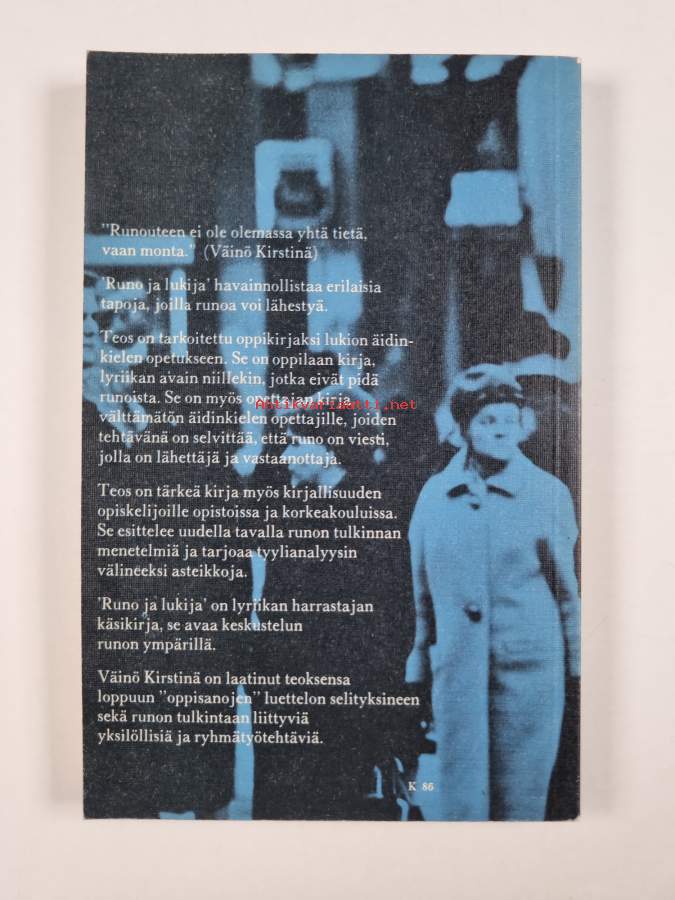 "Runouteen ei ole olemassa yhtä tietä,
vaan monta." (Väinö Kirstinä)
'Runo ja lukija' havainnollistaa erilaisia
tapoja, joilla runoa voi lähestyä.
Teos on tarkoitettu oppikirjaksi lukion äidin-
kielen opetukseen. Se on oppilaan kirja,
lyriikan avain niillekin, jotka eivät pidä
runoista. Se on myös opettajan kirja,
Antikvariaatti.net
välttämätön äidinkielen opettajille, joiden
tehtävänä on selvittää, että runo on viesti,
jolla on lähettäjä ja vastaanottaja.
Teos on tärkeä kirja myös kirjallisuuden
opiskelijoille opistoissa ja korkeakouluissa.
Se esittelee uudella tavalla runon tulkinnan
menetelmiä ja tarjoaa tyylianalyysin
välineeksi asteikkoja.
'Runo ja lukija' on lyriikan harrastajan
käsikirja, se avaa keskustelun
runon ympärillä.
Väinö Kirstinä on laatinut teoksensa
loppuun "oppisanojen" luettelon selityksineen
sekä runon tulkintaan liittyviä
yksilöllisiä ja ryhmätyötehtäviä.
K 86